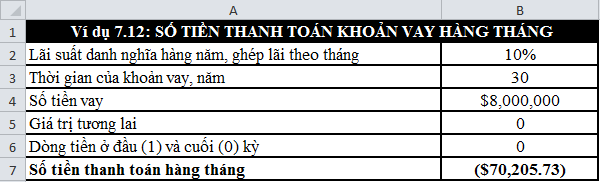 A B
1 Ví dụ 7.12: SỐ TIỀN THANH TOÁN KHOẢN VAY HÀNG THÁNG
2 Lãi suất danh nghĩa hàng năm, ghép lãi theo tháng 10%
3 Thời gian của khoản vay, năm 30
4 Số tiền vay $8,000,000
5 Giá trị tương lai 0
6 Dòng tiền ở đầu (1) và cuối (0) kỳ 0
7 Số tiền thanh toán hàng tháng ($70,205.73)